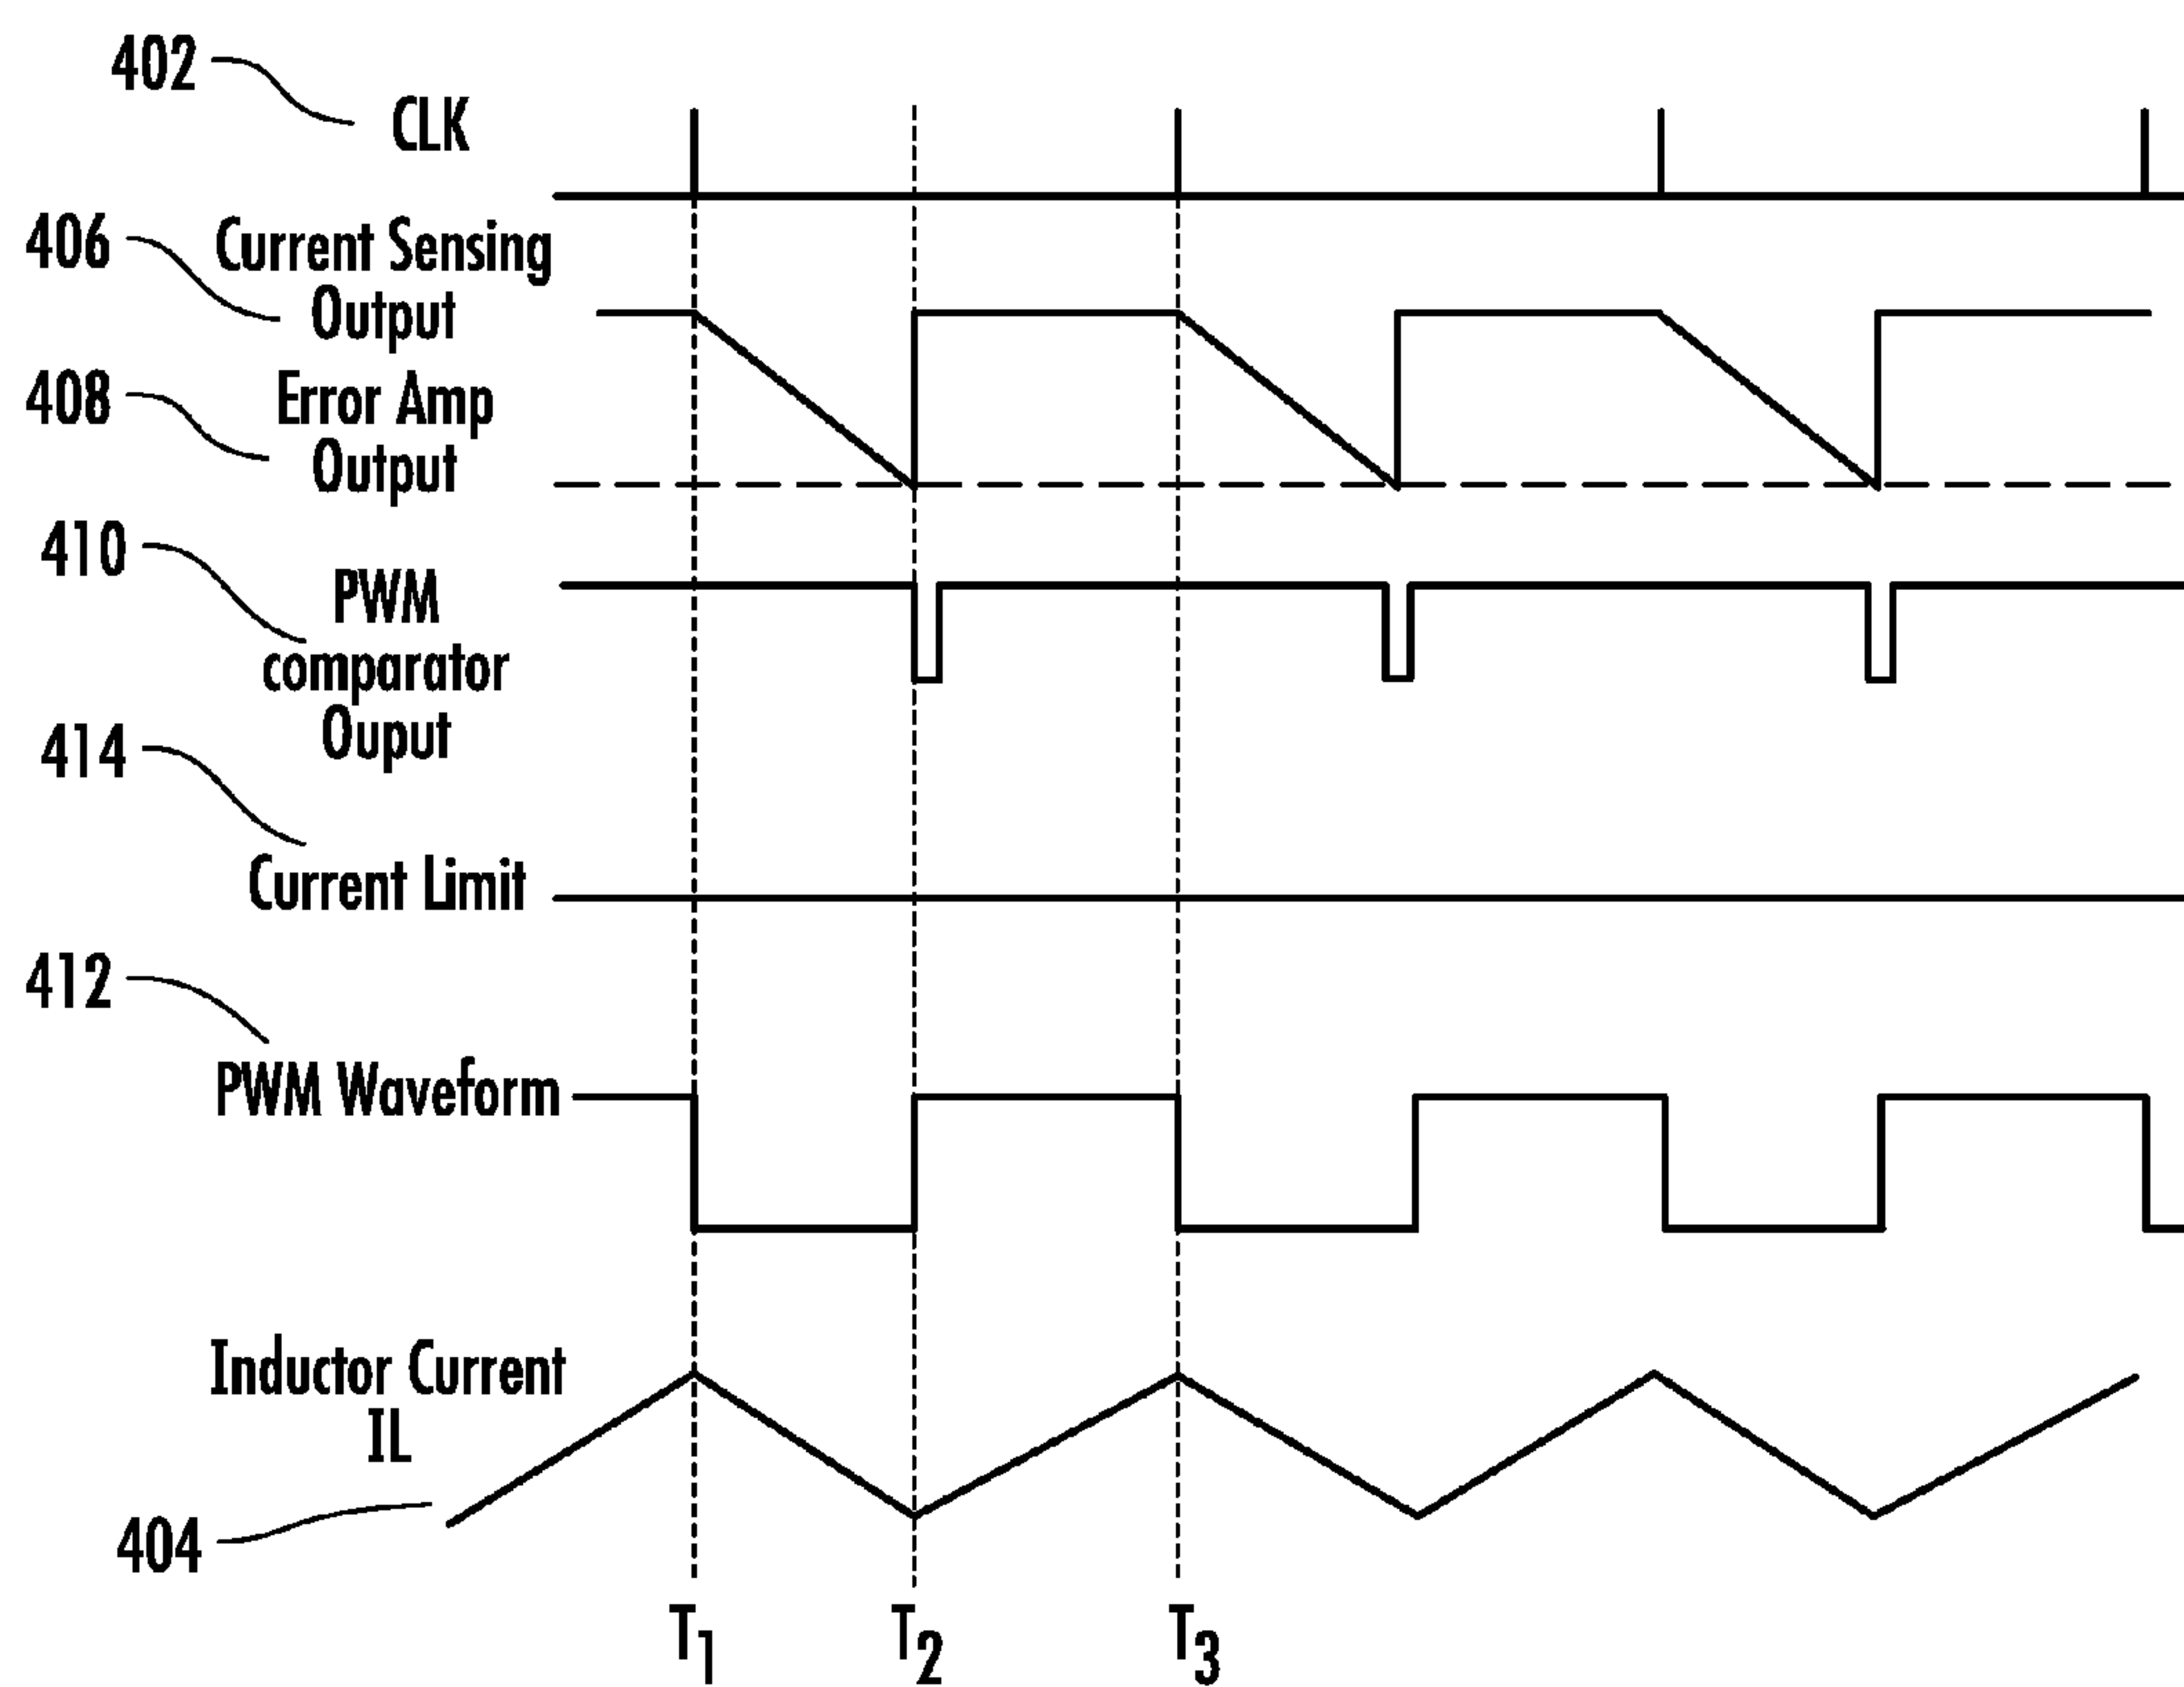 402
CLK
406
Current Sensing
Output
408
Error Amp
Output
410
PWM
comparator
Ouput
414
Current Limit
412
PWM Waveform
Inductor Current
IL
404
T1
T2
T3